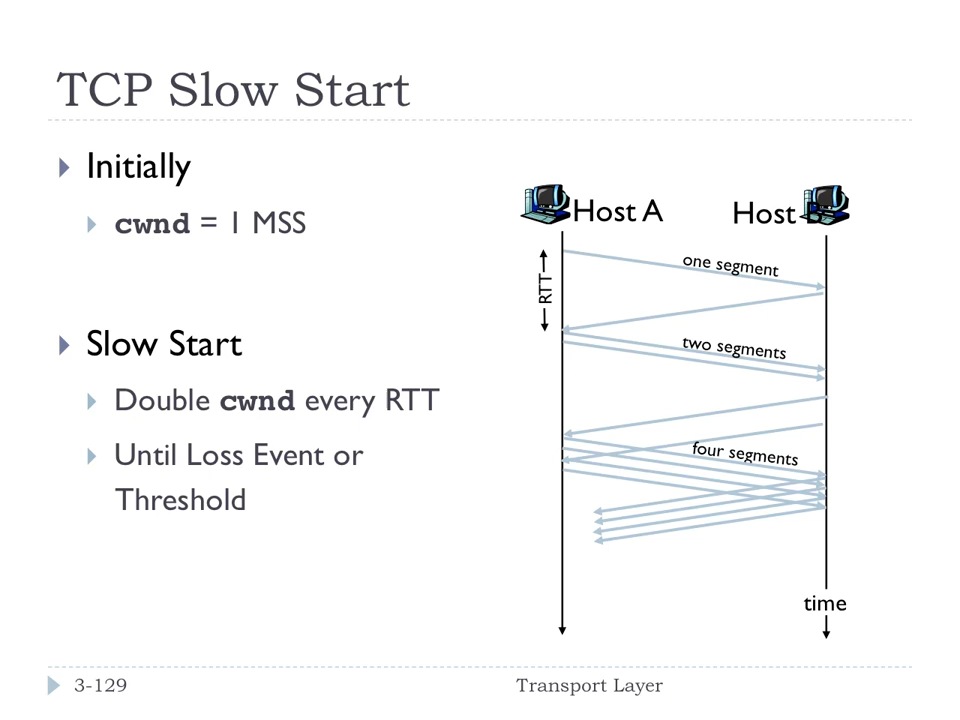 TCP Slow Start
Initially
cwnd = 1 MSS
Slow Start
Double cwnd every RTT
Until Loss Event or
Threshold
Host A
Host B
RTT
one segment
two segments
four segments
time
3-129
Transport Layer